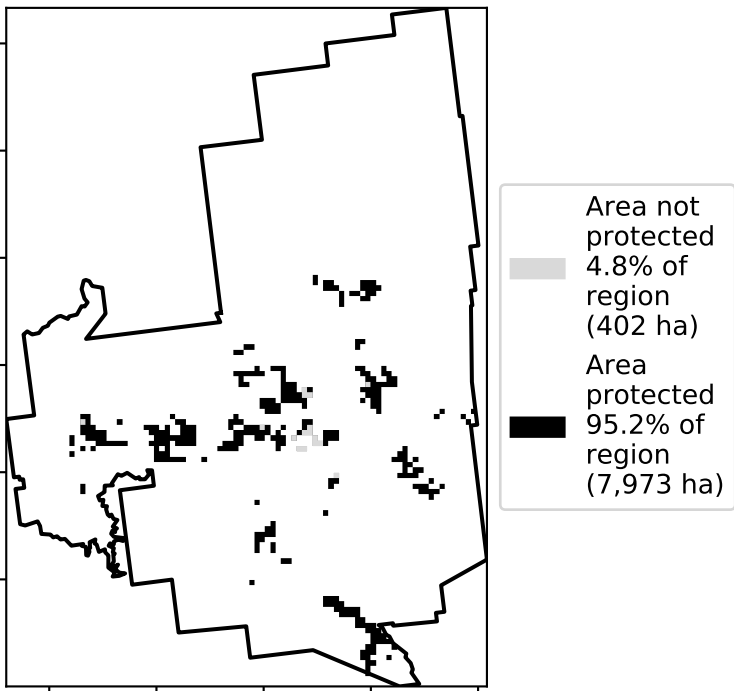 Area not
protected
4.8% of
region
(402 ha)
Area
protected
95.2% of
region
(7,973 ha)